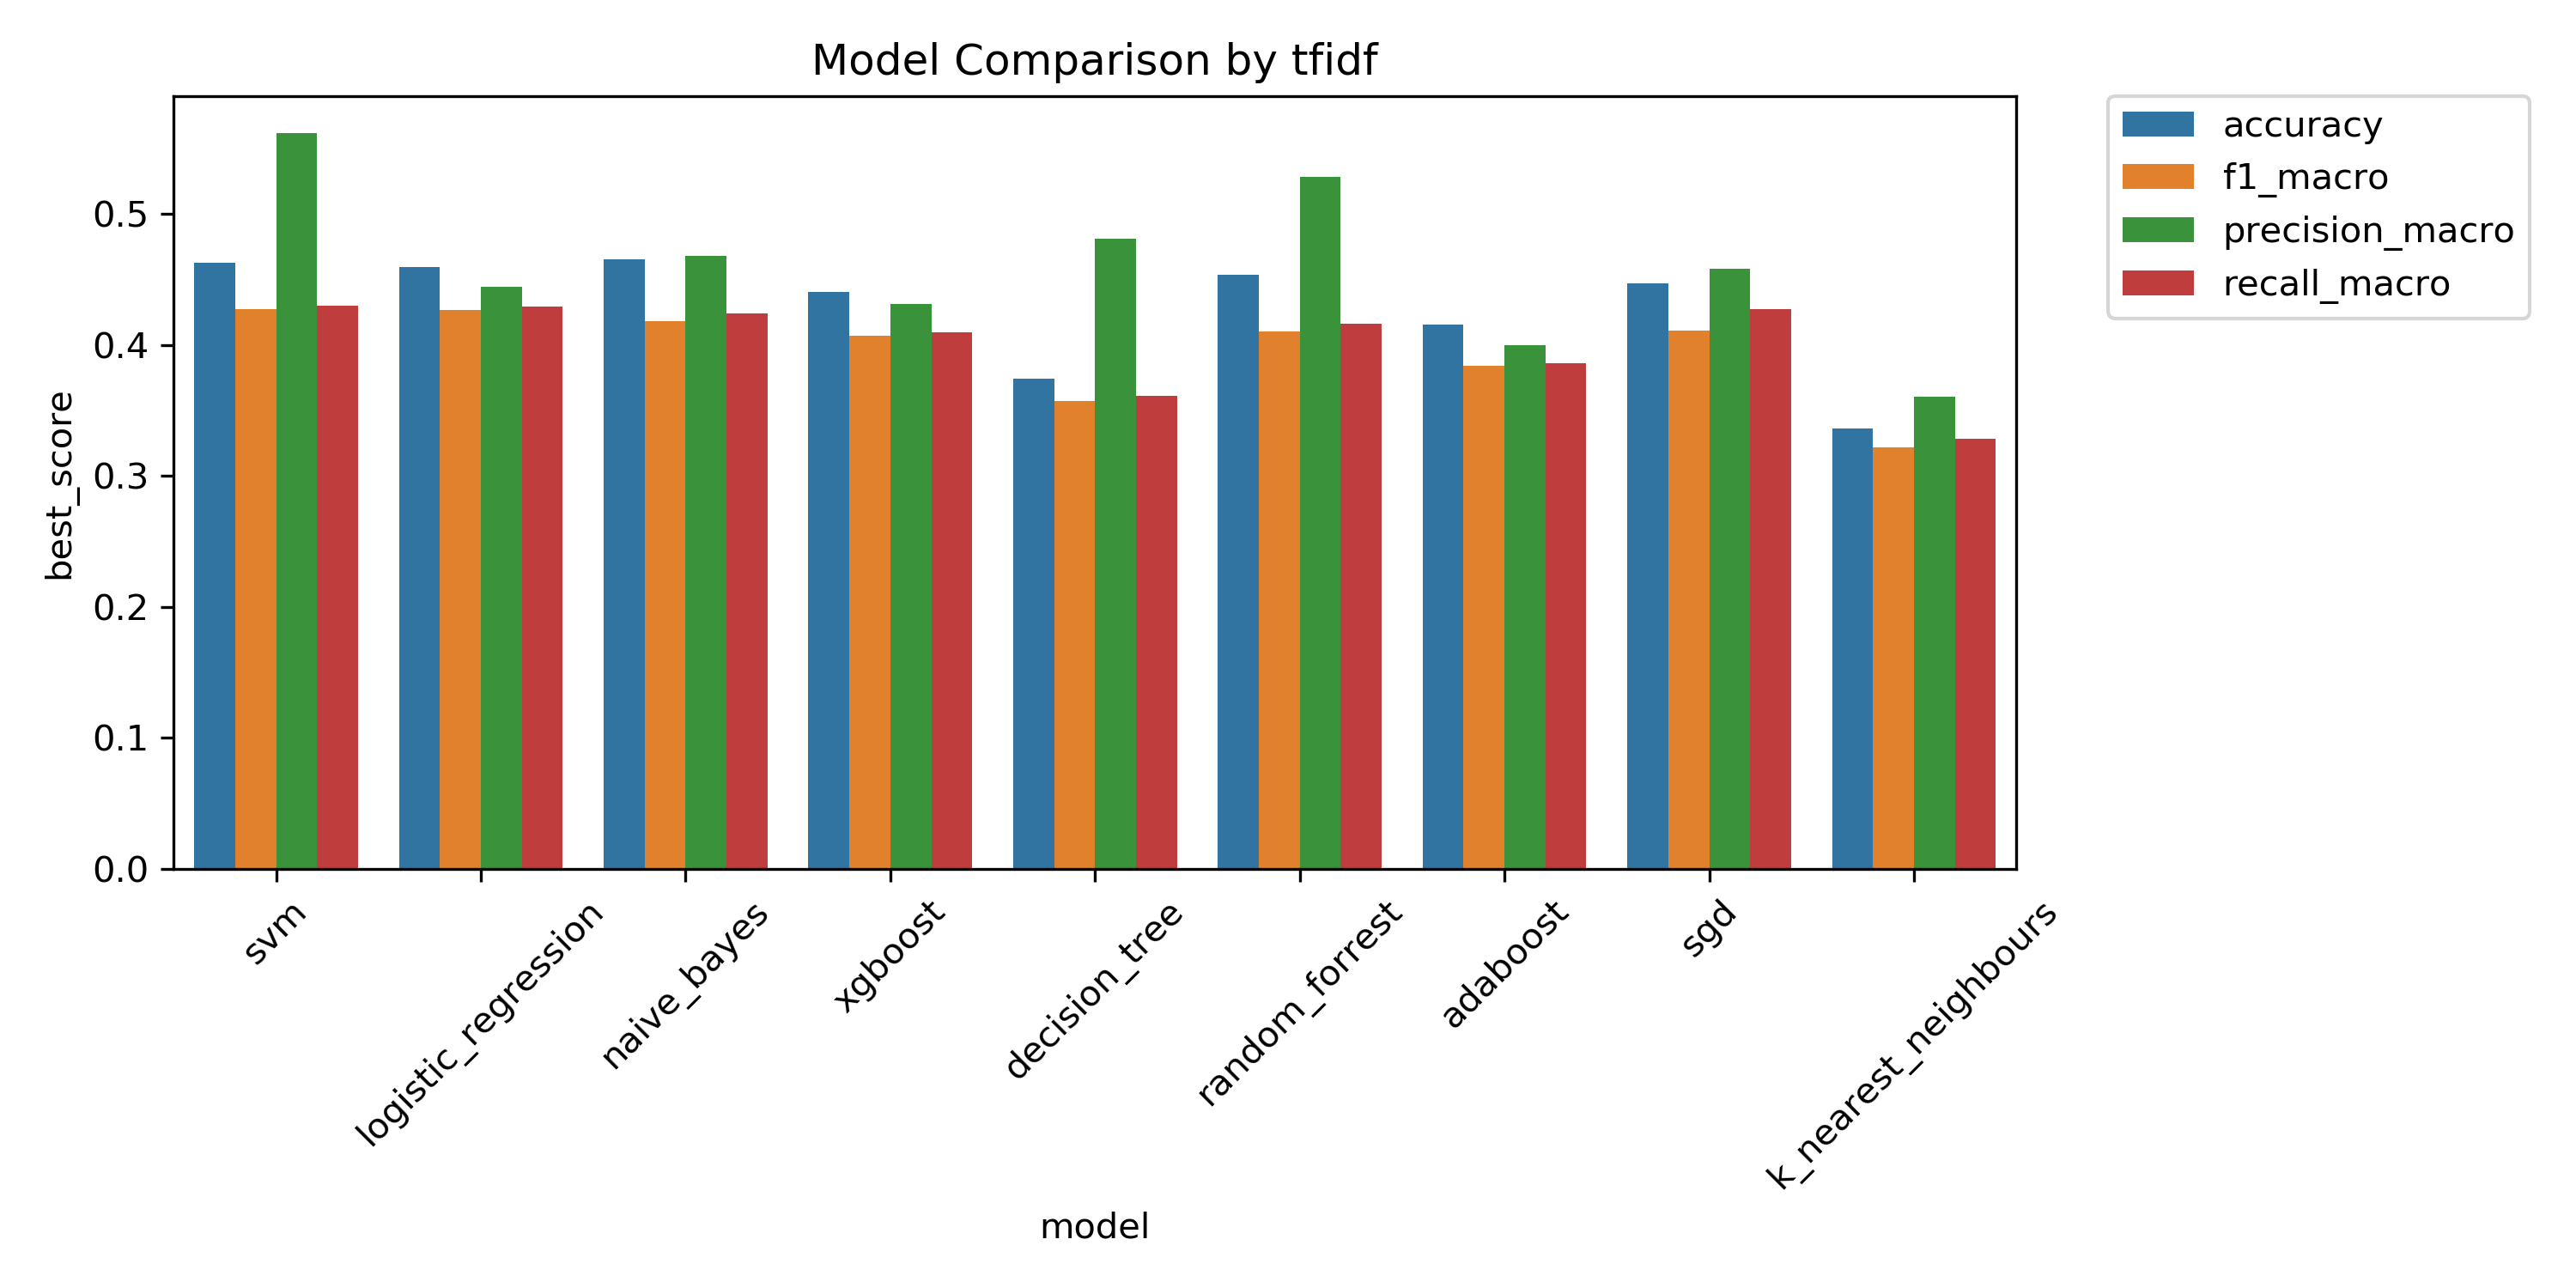 Model Comparison by tfidf
accuracy
f1_macro
precision_macro
recall_macro
best_score
0.5
0.4
0.3
0.2
0.1
0.0
svm
logistic_regression
naive_bayes
xgboost
decision_tree
random_forrest
adaboost
sgd
k_nearest_neighbours
model